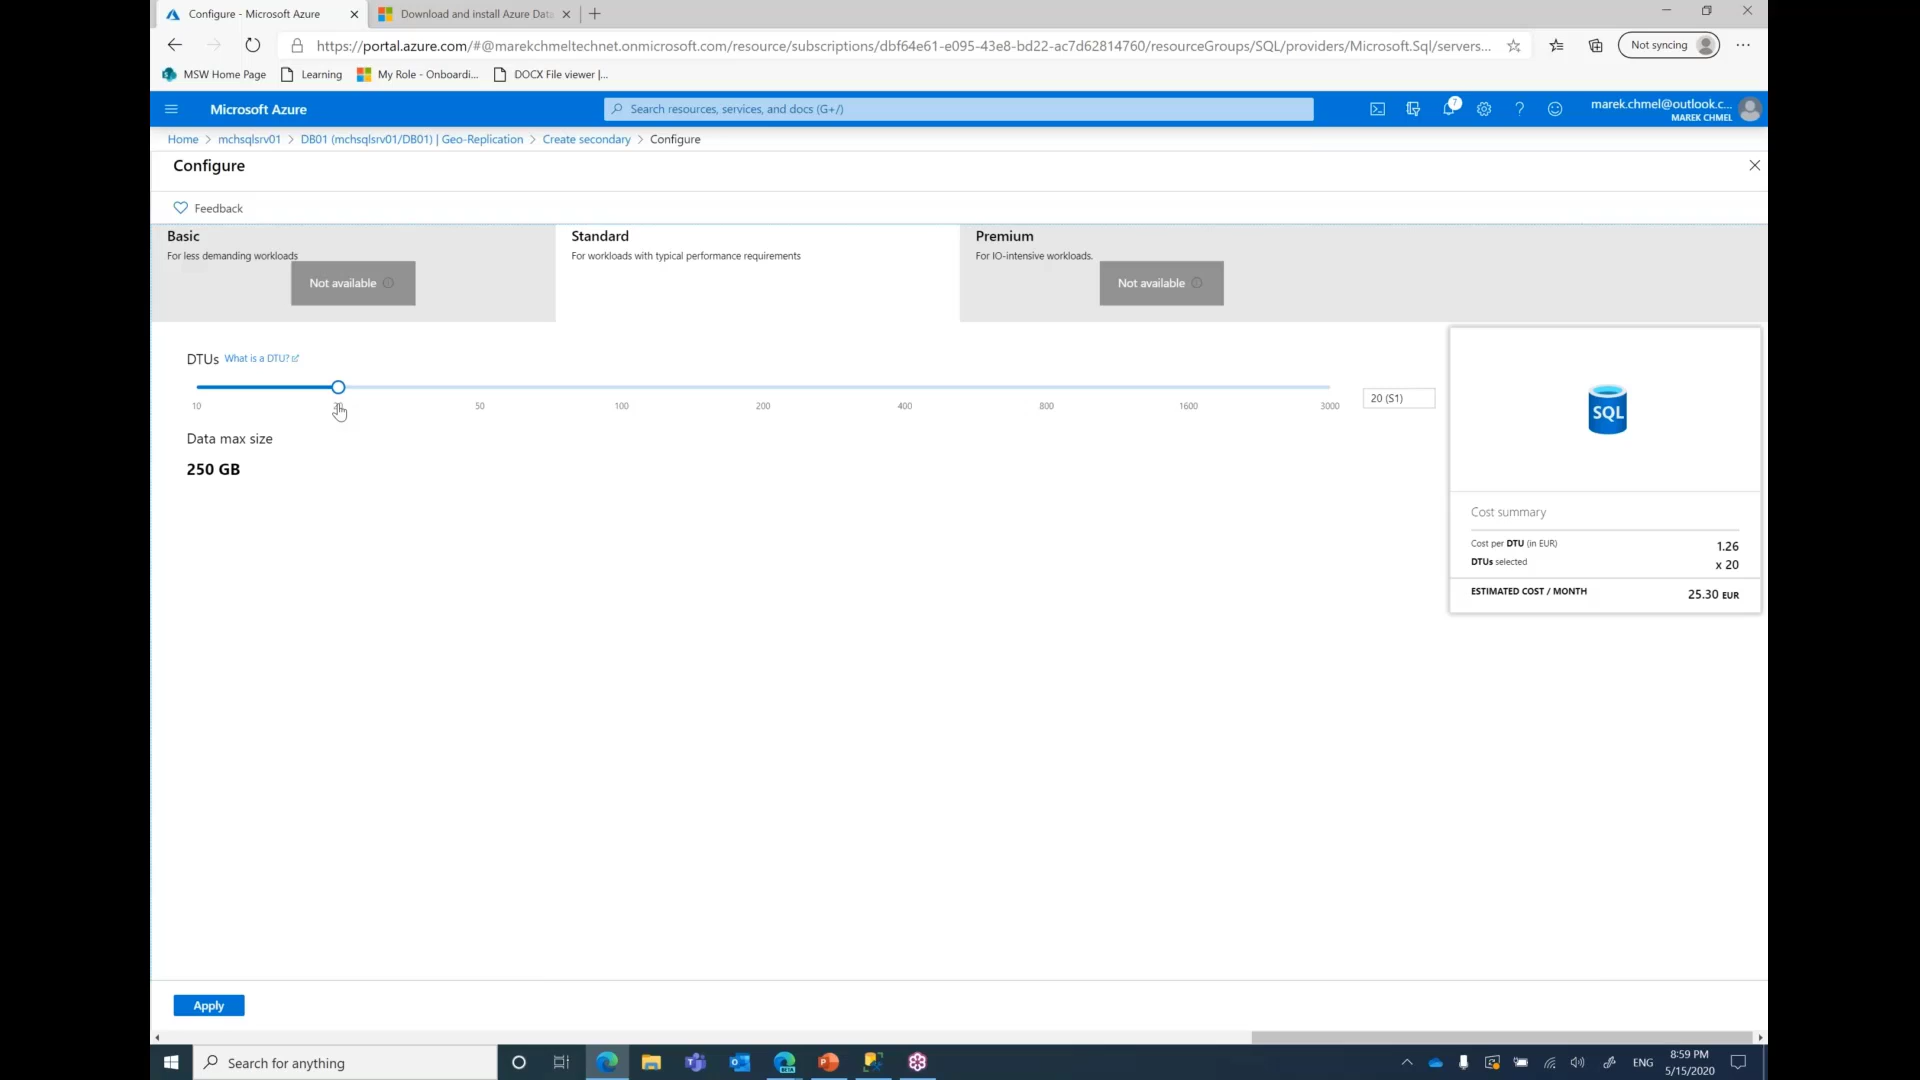 Configure - Microsoft Azure
Download and install Azure Data
https://portal.azure.com/#@marekchmeltechnet.onmicrosoft.com/resource/subscriptions/dbf64e61-e095-43e8-bd22-ac7d62814760/resourceGroups/SQL/providers/Microsoft.Sql/servers...
Not syncing
MSW Home Page
Learning
My Role - Onboardi...
DOCX File viewer |...
Microsoft Azure
Search resources, services, and docs (G+/)
7
marek.chmel@outlook.c...
MAREK CHMEL
Home > mchsqlsrv01 > DB01 (mchsqlsrv01/DB01) | Geo-Replication > Create secondary > Configure
Configure
Feedback
Basic
For less demanding workloads
Not available
Standard
For workloads with typical performance requirements
Premium
For IO-intensive workloads.
Not available
DTUs What is a DTU?
10 20 50 100 200 400 800 1600 3000
20 (S1)
Data max size
250 GB
SQL
Cost summary
Cost per DTU (in EUR) 1.26
DTUs selected x 20
ESTIMATED COST / MONTH 25.30 EUR
Apply
Search for anything
BETA
ENG
8:59 PM
5/15/2020